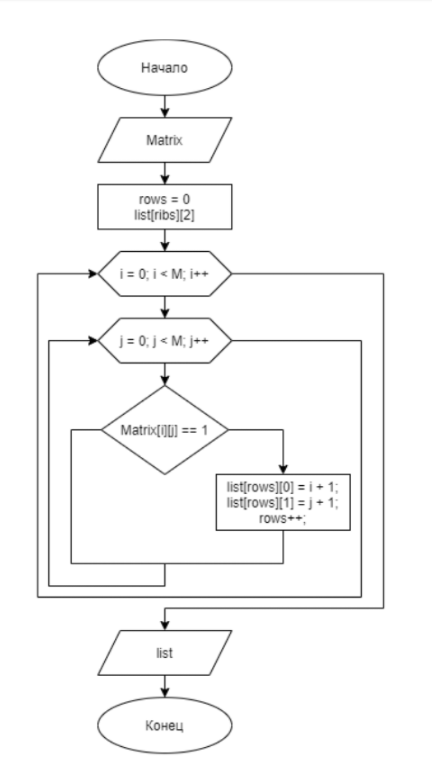 Начало
Matrix
rows = 0
list[ribs][2]
i = 0; i < M; i++
j = 0; j < M; j++
Matrix[i][j] == 1
list[rows][0] = i + 1;
list[rows][1] = j + 1;
rows++;
list
Конец